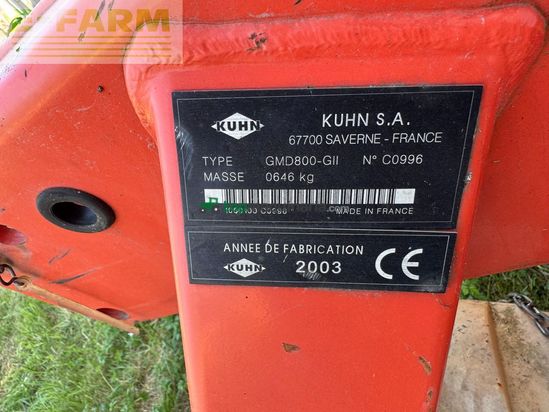 FARM
KUHN
KUHN S.A.
67700 SAVERNE - FRANCE
TYPE GMD800-GII N° C0996
MASSE 0646 kg
MADE IN FRANCE
ANNEE DE FABRICATION
KUHN 2003 CE